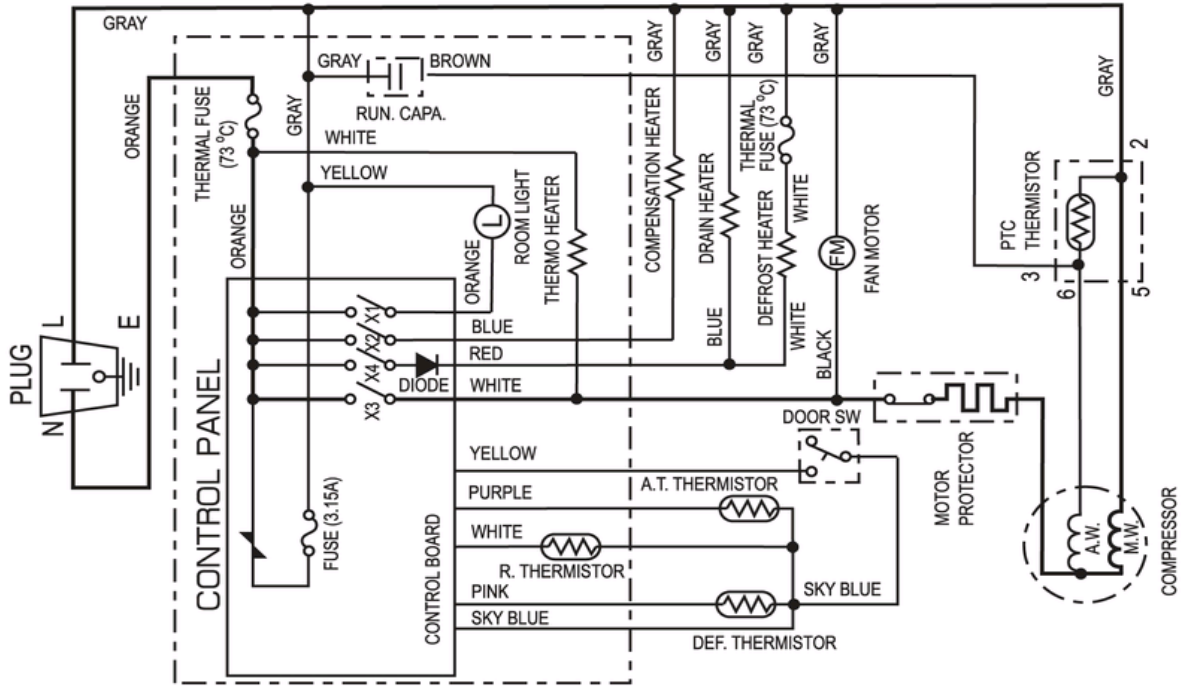 GRAY
GRAY
BROWN
RUN. CAPA.
GRAY
GRAY
GRAY
GRAY
GRAY
GRAY
ORANGE
THERMAL FUSE
(73 °C)
WHITE
YELLOW
ORANGE
L
ROOM LIGHT
ORANGE
THERMO HEATER
COMPENSATION HEATER
DRAIN HEATER
BLUE
THERMAL
FUSE (73 °C)
WHITE
DEFROST HEATER
WHITE
FM
FAN MOTOR
BLACK
PTC
THERMISTOR
2
3
6
5
PLUG
L
E
N
X1
X2
X4
X3
BLUE
RED
DIODE
WHITE
CONTROL PANEL
FUSE (3.15A)
CONTROL BOARD
DOOR SW
YELLOW
A.T. THERMISTOR
PURPLE
WHITE
R. THERMISTOR
PINK
SKY BLUE
SKY BLUE
DEF. THERMISTOR
MOTOR
PROTECTOR
A.W.
M.W.
COMPRESSOR